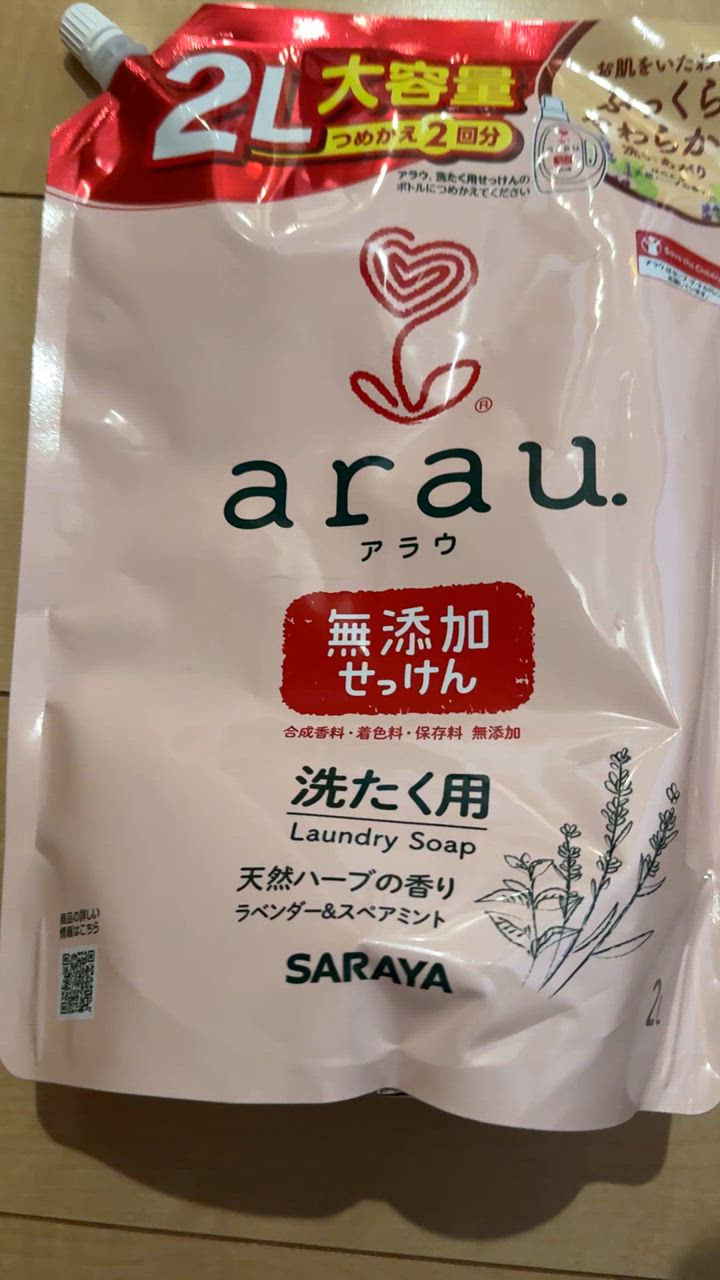 2L 大容量
つめかえ2回分
アラウ. 洗たく用せっけんの
ボトルにつめかえてください
お肌をいたわ
ふっくら
やわらか
arau.
Save the Children
®
arau.
アラウ
無添加
せっけん
合成香料・着色料・保存料 無添加
洗たく用
Laundry Soap
天然ハーブの香り
ラベンダー&スペアミント
商品の詳しい
情報はこちら
SARAYA
2L